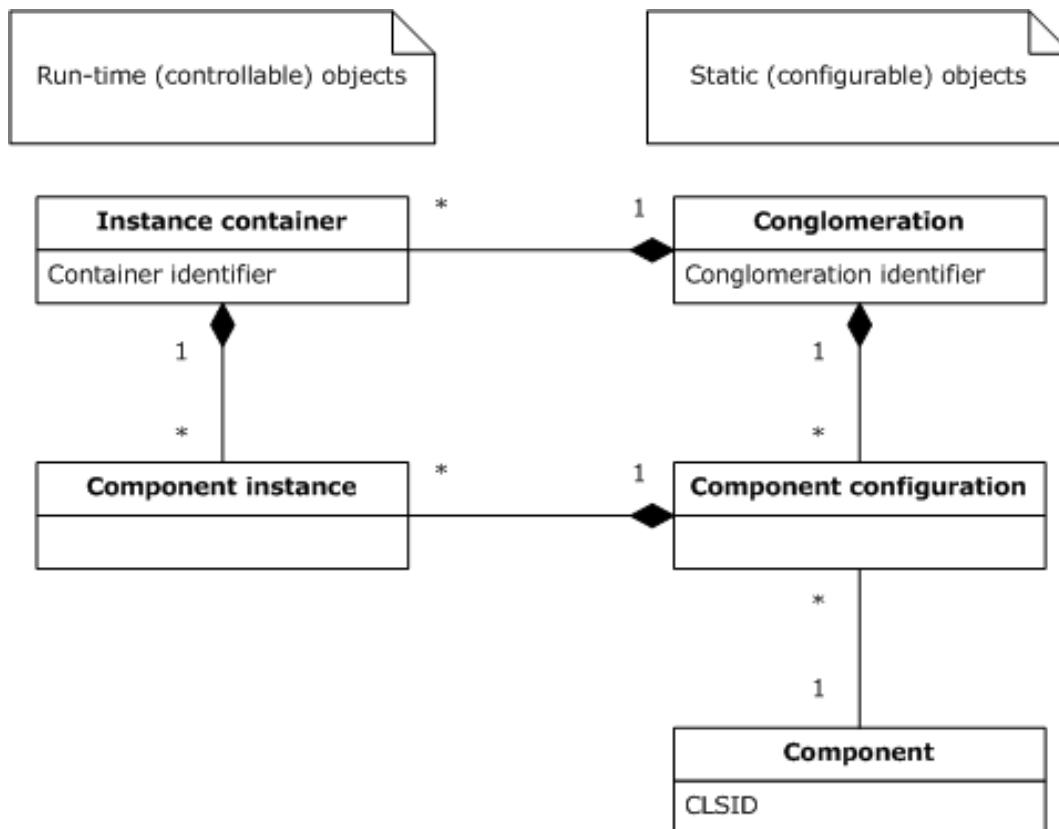 Run-time (controllable) objects
Static (configurable) objects
Instance container
*
1
Conglomeration
Container identifier
Conglomeration identifier
1
1
*
*
Component instance
*
1
Component configuration
*
1
Component
CLSID